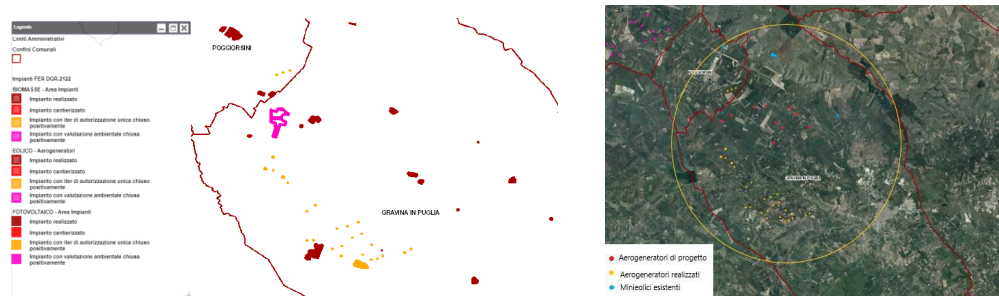 Legenda
Limiti Amministrativi
Confini Comunali
Impianti FER DGR.2122
BIOMASSE - Area Impianti
Impianto realizzato
Impianto cantierizzato
Impianto con iter di autorizzazione unica chiuso
positivamente
Impianto con valutazione ambientale chiusa
positivamente
EOLICO - Aerogeneratori
Impianto realizzato
Impianto cantierizzato
Impianto con iter di autorizzazione unica chiuso
positivamente
Impianto con valutazione ambientale chiusa
positivamente
FOTOVOLTAICO - Area Impianti
Impianto realizzato
Impianto cantierizzato
Impianto con iter di autorizzazione unica chiuso
positivamente
Impianto con valutazione ambientale chiusa
positivamente
POGGIORSINI
GRAVINA IN PUGLIA
GRAVINA IN PUGLIA
Aerogeneratori di progetto
Aerogeneratori realizzati
Minieolici esistenti